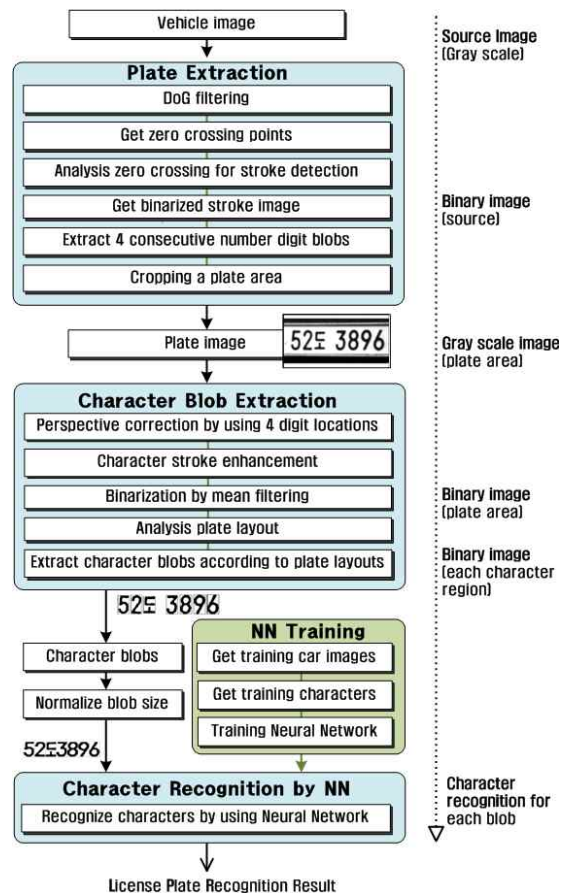 Vehicle image
Source Image
(Gray scale)
Plate Extraction
DoG filtering
Get zero crossing points
Analysis zero crossing for stroke detection
Get binarized stroke image
Binary image
(source)
Extract 4 consecutive number digit blobs
Cropping a plate area
Plate image
52도 3896
Gray scale image
(plate area)
Character Blob Extraction
Perspective correction by using 4 digit locations
Character stroke enhancement
Binarization by mean filtering
Binary image
(plate area)
Analysis plate layout
Extract character blobs according to plate layouts
Binary image
(each character
region)
52도 3896
NN Training
Character blobs
Get training car images
Normalize blob size
Get training characters
Training Neural Network
52도3896
Character Recognition by NN
Recognize characters by using Neural Network
Character
recognition for
each blob
License Plate Recognition Result